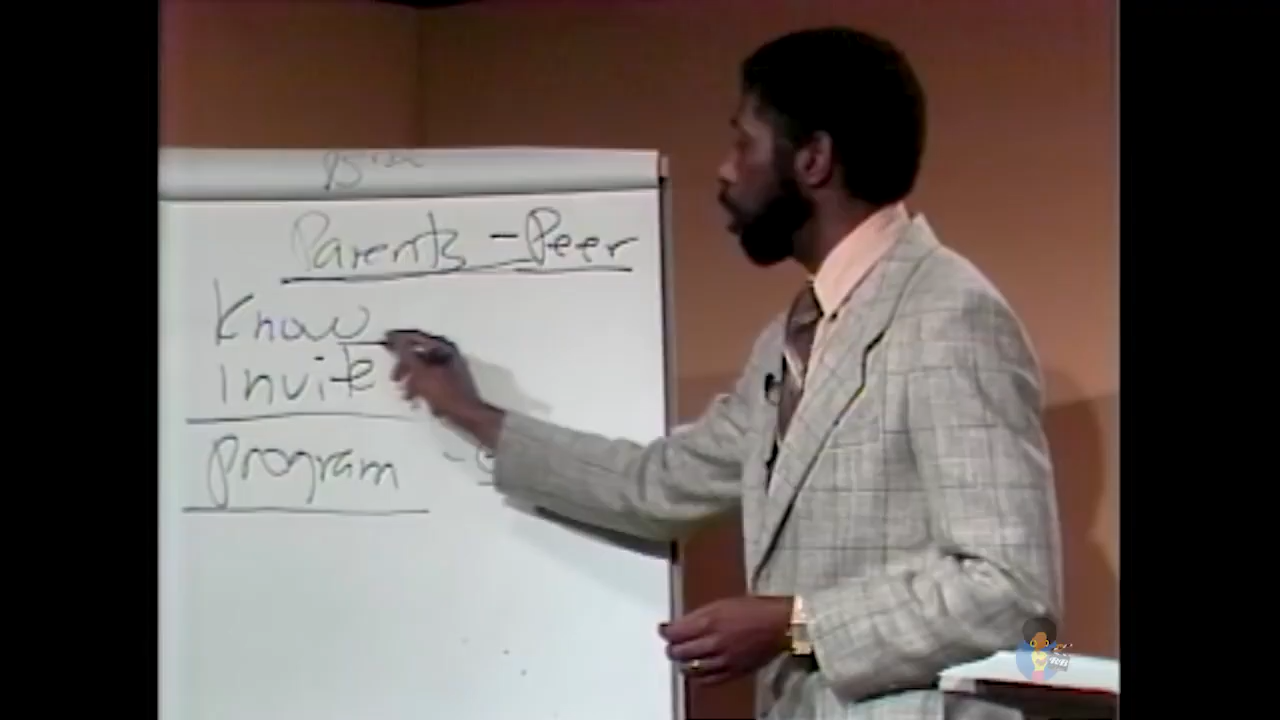 Parents - Peer
Know
invite
program -